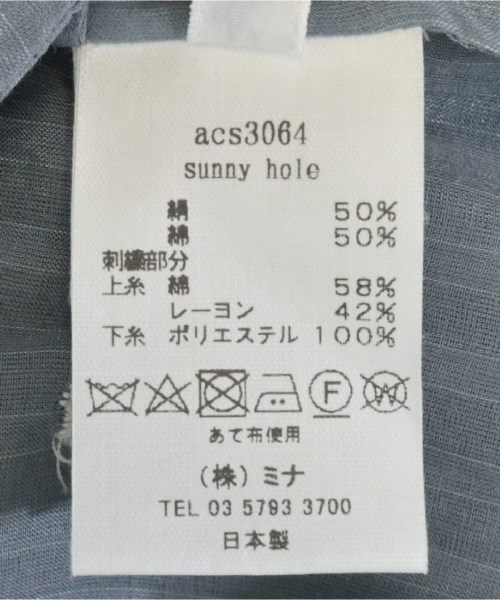 acs3064
sunny hole
絹 50%
綿 50%
刺繍部分
上糸 綿 58%
レーヨン 42%
下糸 ポリエステル 100%
F W
あて布使用
(株) ミナ
TEL 03 5793 3700
日本製